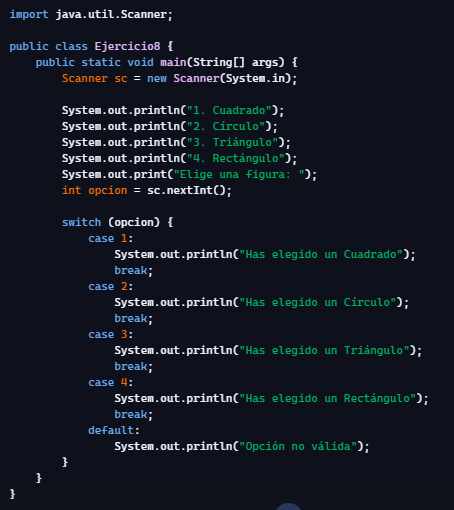 import java.util.Scanner;

public class Ejercicio8 {
    public static void main(String[] args) {
        Scanner sc = new Scanner(System.in);

        System.out.println("1. Cuadrado");
        System.out.println("2. Círculo");
        System.out.println("3. Triángulo");
        System.out.println("4. Rectángulo");
        System.out.print("Elige una figura: ");
        int opcion = sc.nextInt();

        switch (opcion) {
            case 1:
                System.out.println("Has elegido un Cuadrado");
                break;
            case 2:
                System.out.println("Has elegido un Círculo");
                break;
            case 3:
                System.out.println("Has elegido un Triángulo");
                break;
            case 4:
                System.out.println("Has elegido un Rectángulo");
                break;
            default:
                System.out.println("Opción no válida");
        }
    }
}